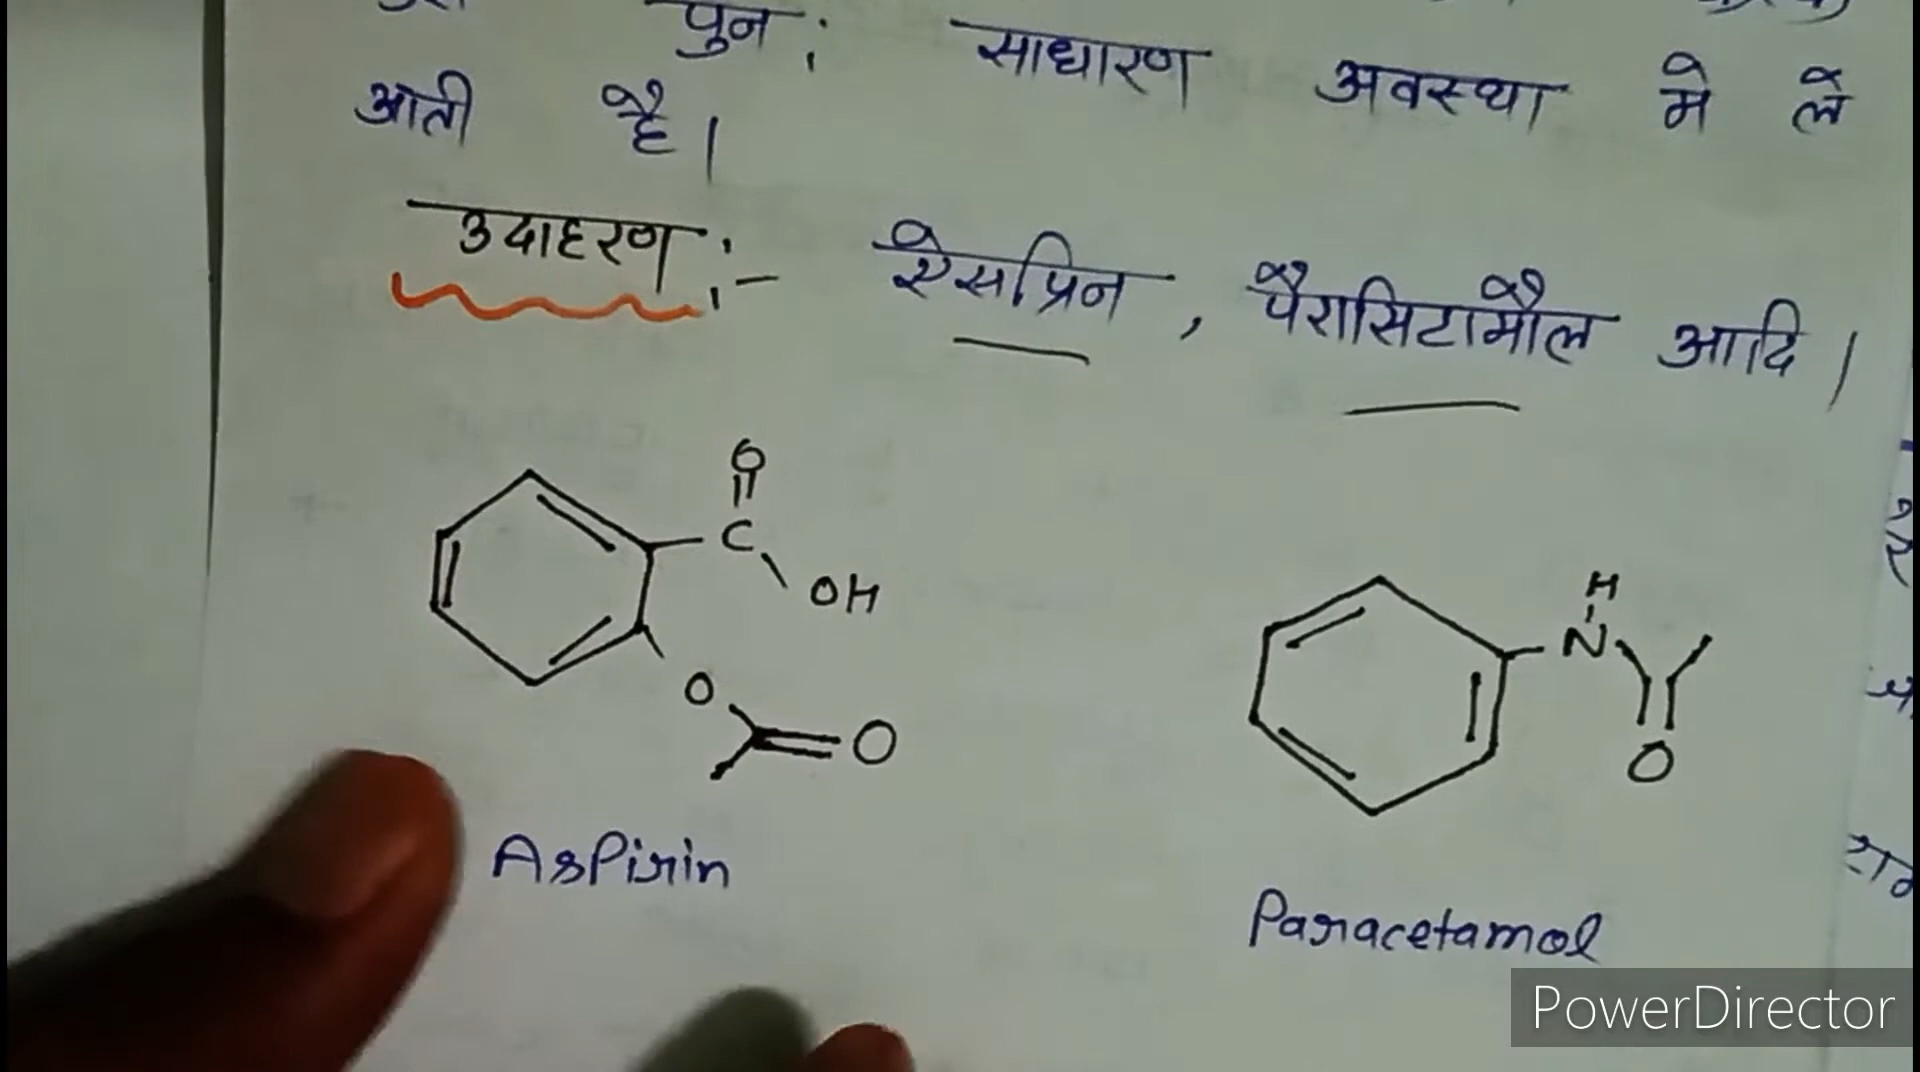 पुन: साधारण अवस्था मे ले
आती है।
उदाहरण :- ऐसप्रिन, पैरासिटामौल आदि।
O
C
OH
H
N
O
O
O
Aspirin
Paracetamol
PowerDirector